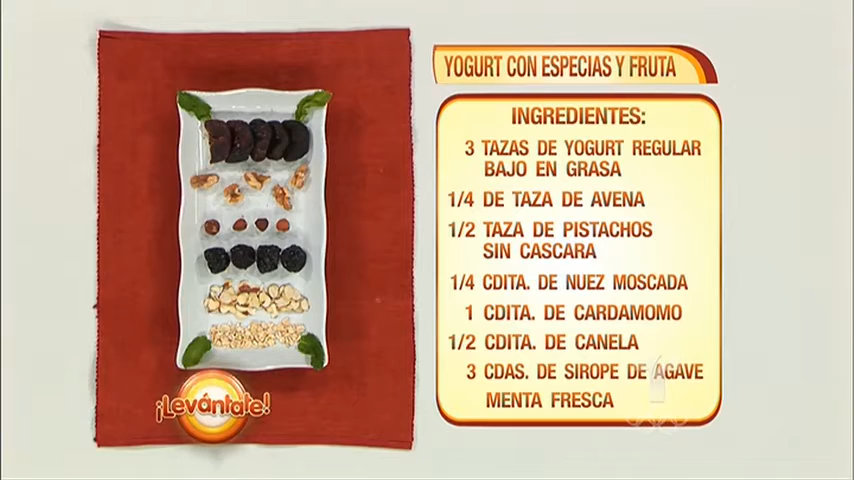 YOGURT CON ESPECIAS Y FRUTA
INGREDIENTES:
3 TAZAS DE YOGURT REGULAR
BAJO EN GRASA
1/4 DE TAZA DE AVENA
1/2 TAZA DE PISTACHOS
SIN CASCARA
1/4 CDITA. DE NUEZ MOSCADA
1 CDITA. DE CARDAMOMO
1/2 CDITA. DE CANELA
3 CDAS. DE SIROPE DE AGAVE
MENTA FRESCA
¡Levántate!